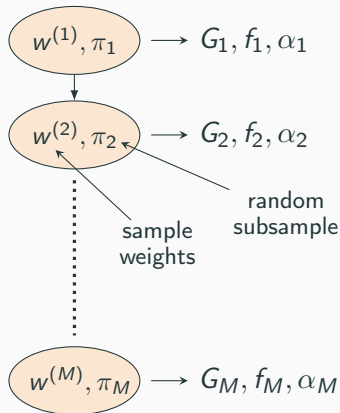 w^{(1)}, π_1 → G_1, f_1, α_1
w^{(2)}, π_2 → G_2, f_2, α_2
random
subsample
sample
weights
w^{(M)}, π_M → G_M, f_M, α_M